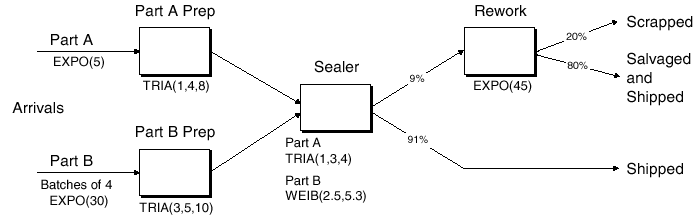 Part A Prep
Rework
Part A
EXPO(5)
TRIA(1,4,8)
Sealer
9%
EXPO(45)
20%
80%
Scrapped
Salvaged
and
Shipped
Arrivals
Part B Prep
Part A
TRIA(1,3,4)
Part B
WEIB(2.5,5.3)
91%
Shipped
Part B
Batches of 4
EXPO(30)
TRIA(3,5,10)